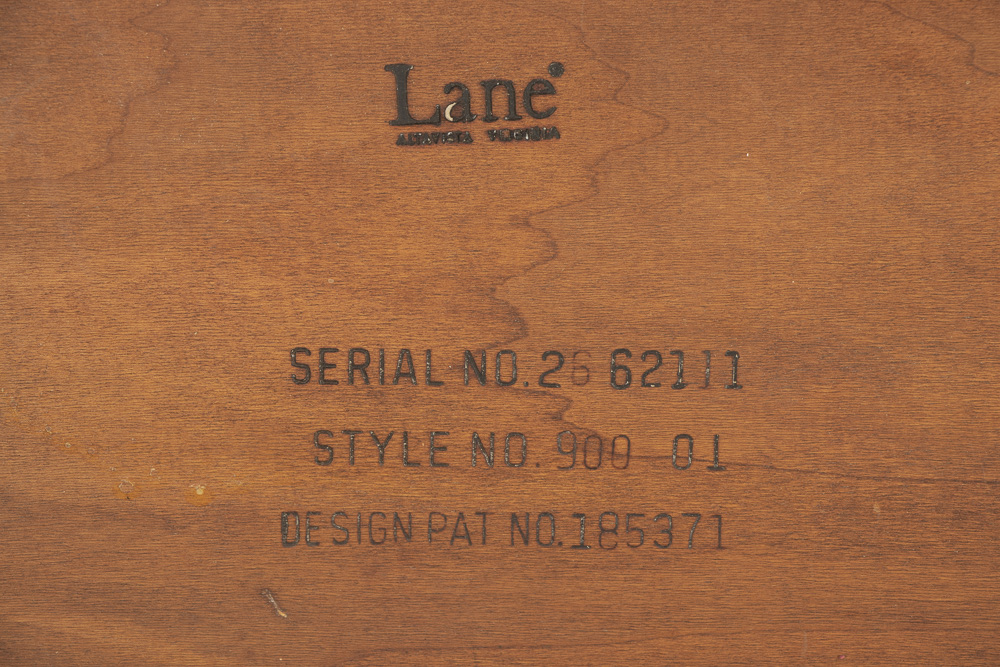 Lane
ALTAVISTA VIRGINIA
SERIAL NO. 26 62111
STYLE NO. 900 01
DESIGN PAT NO. 185371